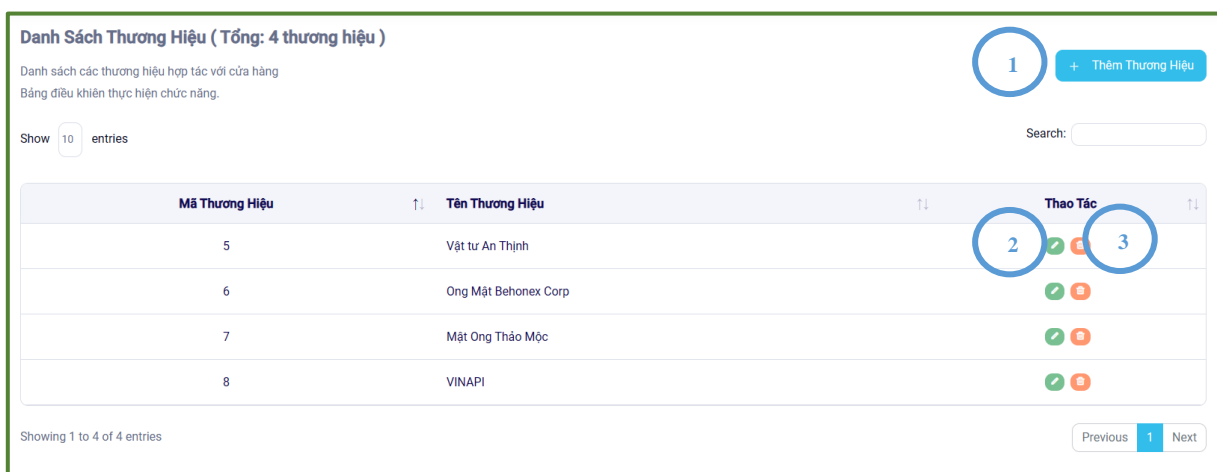 Danh Sách Thương Hiệu ( Tổng: 4 thương hiệu )
1
+ Thêm Thương Hiệu
Danh sách các thương hiệu hợp tác với cửa hàng
Bảng điều khiên thực hiện chức năng.
Show 10 entries
Search:
Mã Thương Hiệu Tên Thương Hiệu Thao Tác
5 Vật tư An Thịnh 2 3
6 Ong Mật Behonex Corp
7 Mật Ong Thảo Mộc
8 VINAPI
Showing 1 to 4 of 4 entries
Previous 1 Next